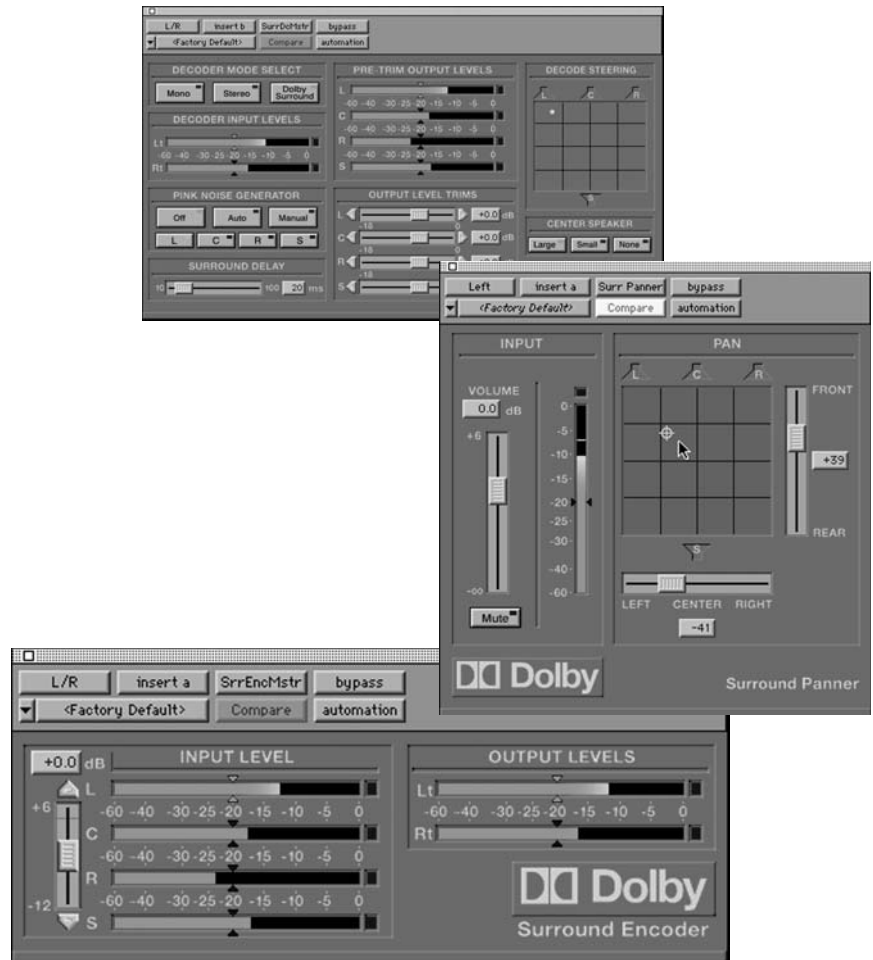 L/R insert b SurrDcMstr bypass
<Factory Default> Compare automation
DECODER MODE SELECT
Mono Stereo Dolby Surround
DECODER INPUT LEVELS
Lt
-60 -40 -30 -25 -20 -15 -10 -5 0
Rt
PINK NOISE GENERATOR
Off Auto Manual
L C R S
SURROUND DELAY
10 100 20 ms
PRE-TRIM OUTPUT LEVELS
L
-60 -40 -30 -25 -20 -15 -10 -5 0
C
-60 -40 -30 -25 -20 -15 -10 -5 0
R
-60 -40 -30 -25 -20 -15 -10 -5 0
S
OUTPUT LEVEL TRIMS
L +0.0 dB
-18 0
C +0.0 dB
-18 0
R
-18
S
DECODE STEERING
L C R
S
CENTER SPEAKER
Large Small None
Left insert a Surr Panner bypass
<Factory Default> Compare automation
INPUT
VOLUME
0.0 dB
+6
-∞
Mute
0
-5
-10
-15
-20
-25
-30
-40
-60
PAN
L C R
S
FRONT
+39
REAR
LEFT CENTER RIGHT
-41
Dolby
Surround Panner
L/R insert a SrrEncMstr bypass
<Factory Default> Compare automation
+0.0 dB
+6
-12
INPUT LEVEL
L
-60 -40 -30 -25 -20 -15 -10 -5 0
C
-60 -40 -30 -25 -20 -15 -10 -5 0
R
-60 -40 -30 -25 -20 -15 -10 -5 0
S
OUTPUT LEVELS
Lt
-60 -40 -30 -25 -20 -15 -10 -5 0
Rt
Dolby
Surround Encoder